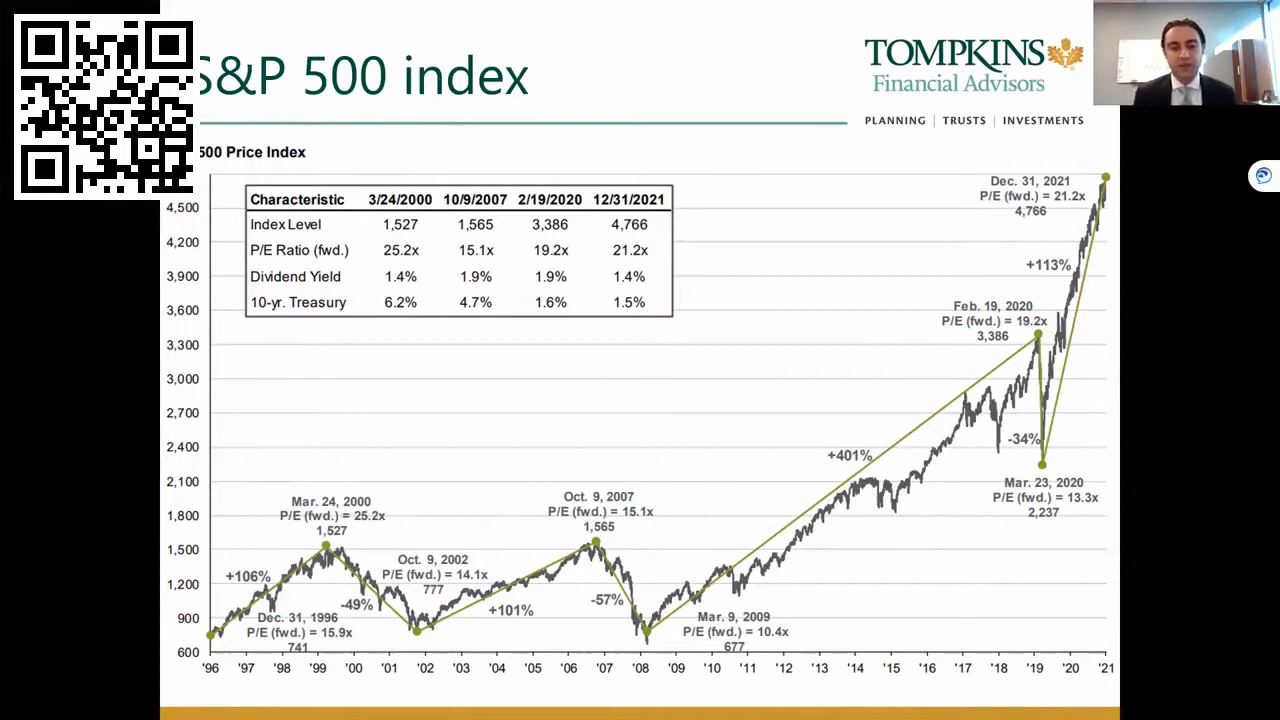 S&P 500 index
TOMPKINS
Financial Advisors
PLANNING | TRUSTS | INVESTMENTS
500 Price Index
Characteristic 3/24/2000 10/9/2007 2/19/2020 12/31/2021
Index Level 1,527 1,565 3,386 4,766
P/E Ratio (fwd.) 25.2x 15.1x 19.2x 21.2x
Dividend Yield 1.4% 1.9% 1.9% 1.4%
10-yr. Treasury 6.2% 4.7% 1.6% 1.5%
Dec. 31, 2021
P/E (fwd.) = 21.2x
4,766
+113%
Feb. 19, 2020
P/E (fwd.) = 19.2x
3,386
-34%
Mar. 23, 2020
P/E (fwd.) = 13.3x
2,237
+401%
Mar. 24, 2000
P/E (fwd.) = 25.2x
1,527
Oct. 9, 2007
P/E (fwd.) = 15.1x
1,565
Oct. 9, 2002
P/E (fwd.) = 14.1x
777
+106%
-49%
+101%
-57%
Dec. 31, 1996
P/E (fwd.) = 15.9x
741
Mar. 9, 2009
P/E (fwd.) = 10.4x
677
4,500
4,200
3,900
3,600
3,300
3,000
2,700
2,400
2,100
1,800
1,500
1,200
900
600
'96 '97 '98 '99 '00 '01 '02 '03 '04 '05 '06 '07 '08 '09 '10 '11 '12 '13 '14 '15 '16 '17 '18 '19 '20 '21